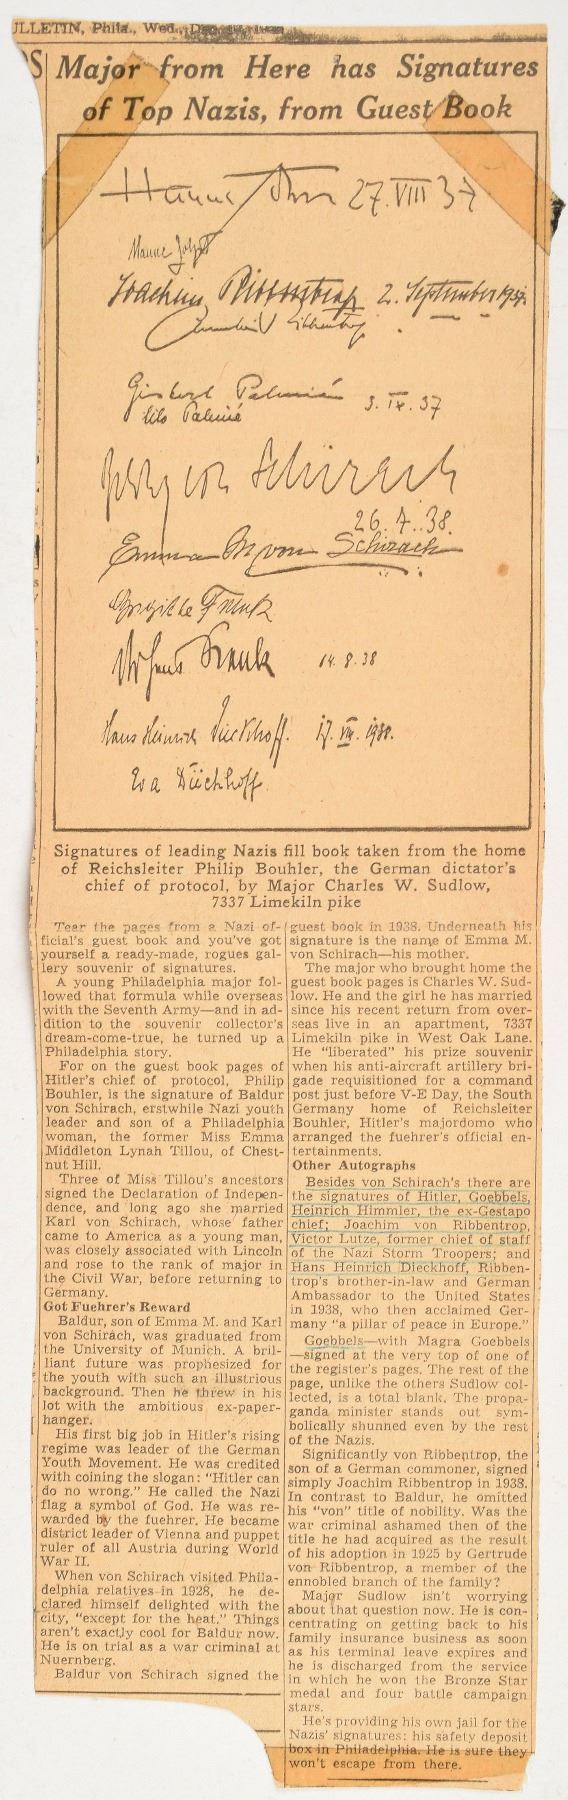 ULLETIN, Phila., Wed.,
S
Major from Here has Signatures
of Top Nazis, from Guest Book
27. VIII 37
Joachim Ribbentrop 2. September 1937.
3. IX. 37
von Schirach
26. 4. 38.
Emma M. von Schirach
Brigitte Frank
Frank 14. 8. 38
Hans Heinrich Dieckhoff. 17. VIII. 1938.
Eva Dieckhoff
Signatures of leading Nazis fill book taken from the home
of Reichsleiter Philip Bouhler, the German dictator's
chief of protocol, by Major Charles W. Sudlow,
7337 Limekiln pike
Tear the pages from a Nazi of-
ficial's guest book and you've got
yourself a ready-made, rogues gal-
lery souvenir of signatures.
A young Philadelphia major fol-
lowed that formula while overseas
with the Seventh Army—and in ad-
dition to the souvenir collector's
dream-come-true, he turned up a
Philadelphia story.
For on the guest book pages of
Hitler's chief of protocol, Philip
Bouhler, is the signature of Baldur
von Schirach, erstwhile Nazi youth
leader and son of a Philadelphia
woman, the former Miss Emma
Middleton Lynah Tillou, of Chest-
nut Hill.
Three of Miss Tillou's ancestors
signed the Declaration of Indepen-
dence, and long ago she married
Karl von Schirach, whose father
came to America as a young man,
was closely associated with Lincoln
and rose to the rank of major in
the Civil War, before returning to
Germany.
Got Fuehrer's Reward
Baldur, son of Emma M. and Karl
von Schirach, was graduated from
the University of Munich. A bril-
liant future was prophesized for
the youth with such an illustrious
background. Then he threw in his
lot with the ambitious ex-paper-
hanger.
His first big job in Hitler's rising
regime was leader of the German
Youth Movement. He was credited
with coining the slogan: "Hitler can
do no wrong." He called the Nazi
flag a symbol of God. He was re-
warded by the fuehrer. He became
district leader of Vienna and puppet
ruler of all Austria during World
War II.
When von Schirach visited Phila-
delphia relatives in 1928, he de-
clared himself delighted with the
city, "except for the heat." Things
aren't exactly cool for Baldur now.
He is on trial as a war criminal at
Nuernberg.
Baldur von Schirach signed the
guest book in 1938. Underneath his
signature is the name of Emma M.
von Schirach—his mother.
The major who brought home the
guest book pages is Charles W. Sud-
low. He and the girl he has married
since his recent return from over-
seas live in an apartment, 7337
Limekiln pike in West Oak Lane.
He "liberated" his prize souvenir
when his anti-aircraft artillery bri-
gade requisitioned for a command
post just before V-E Day, the South
Germany home of Reichsleiter
Bouhler, Hitler's majordomo who
arranged the fuehrer's official en-
tertainments.
Other Autographs
Besides von Schirach's there are
the signatures of Hitler, Goebbels,
Heinrich Himmler, the ex-Gestapo
chief; Joachim von Ribbentrop,
Victor Lutze, former chief of staff
of the Nazi Storm Troopers; and
Hans Heinrich Dieckhoff, Ribben-
trop's brother-in-law and German
Ambassador to the United States
in 1938, who then acclaimed Ger-
many "a pillar of peace in Europe."
Goebbels—with Magra Goebbels
—signed at the very top of one of
the register's pages. The rest of the
page, unlike the others Sudlow col-
lected, is a total blank. The propa-
ganda minister stands out sym-
bolically shunned even by the rest
of the Nazis.
Significantly von Ribbentrop, the
son of a German commoner, signed
simply Joachim Ribbentrop in 1938.
In contrast to Baldur, he omitted
his "von" title of nobility. Was the
war criminal ashamed then of the
title he had acquired as the result
of his adoption in 1925 by Gertrude
von Ribbentrop, a member of the
ennobled branch of the family?
Major Sudlow isn't worrying
about that question now. He is con-
centrating on getting back to his
family insurance business as soon
as his terminal leave expires and
he is discharged from the service
in which he won the Bronze Star
medal and four battle campaign
stars.
He's providing his own jail for the
Nazis' signatures: his safety deposit
box in Philadelphia. He is sure they
won't escape from there.